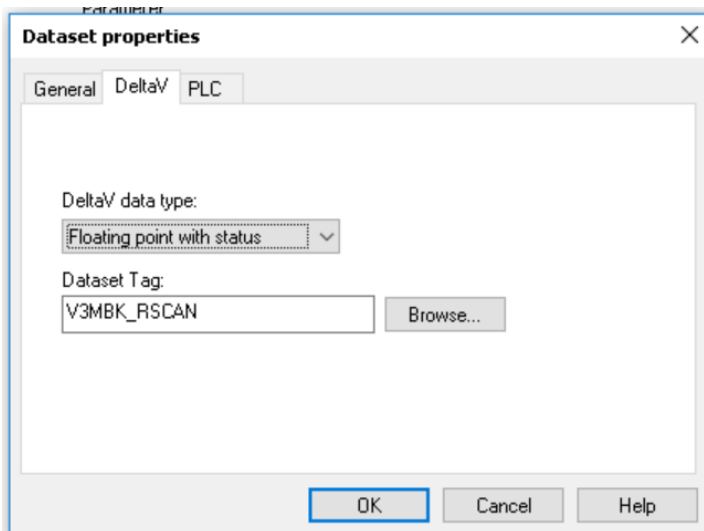 Parameter
Dataset properties
General DeltaV PLC
DeltaV data type:
Floating point with status
Dataset Tag:
V3MBK_RSCAN Browse...
OK Cancel Help